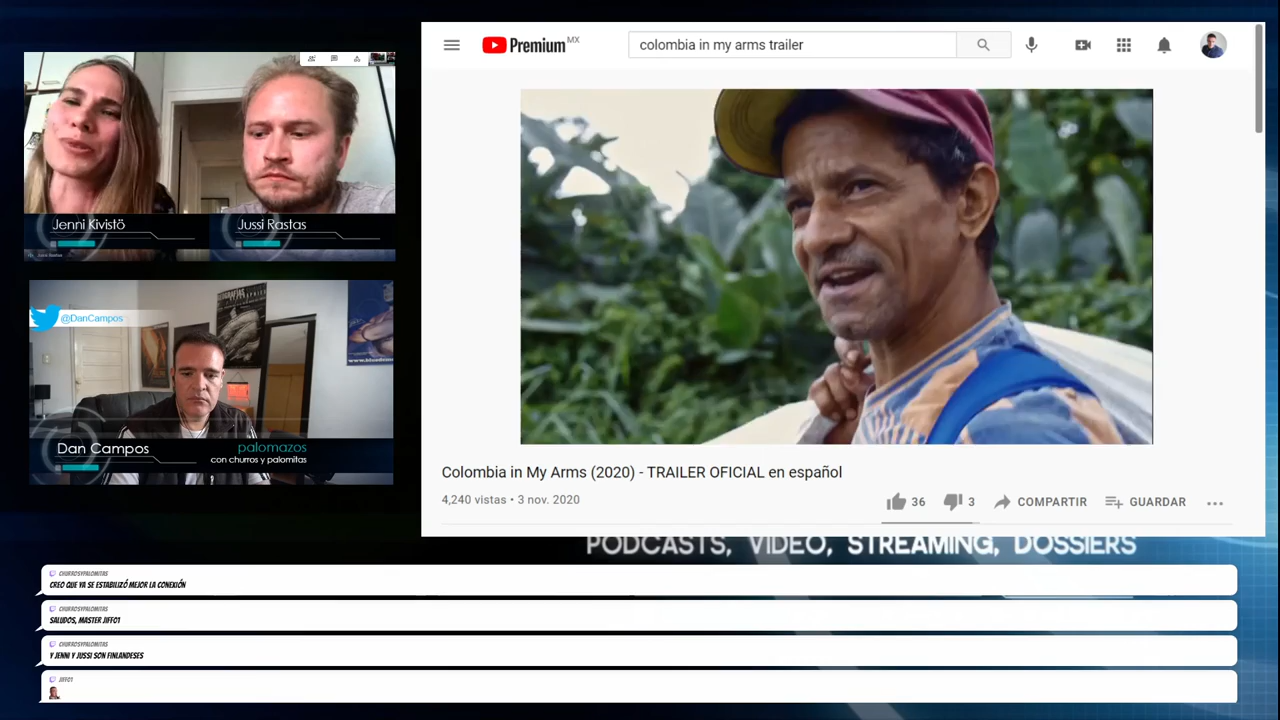 Jenni Kivistö
Jussi Rastas
@DanCampos
Dan Campos
palomazos
con churros y palomitas
Premium MX
colombia in my arms trailer
Colombia in My Arms (2020) - TRAILER OFICIAL en español
4,240 vistas • 3 nov. 2020
36
3
COMPARTIR
GUARDAR
PODCASTS, VIDEO, STREAMING, DOSSIERS
CHURROSYPALOMITAS
CREO QUE YA SE ESTABILIZÓ MEJOR LA CONEXIÓN
CHURROSYPALOMITAS
SALUDOS, MASTER JIFF01
CHURROSYPALOMITAS
Y JENNI Y JUSSI SON FINLANDESES
JIFF01